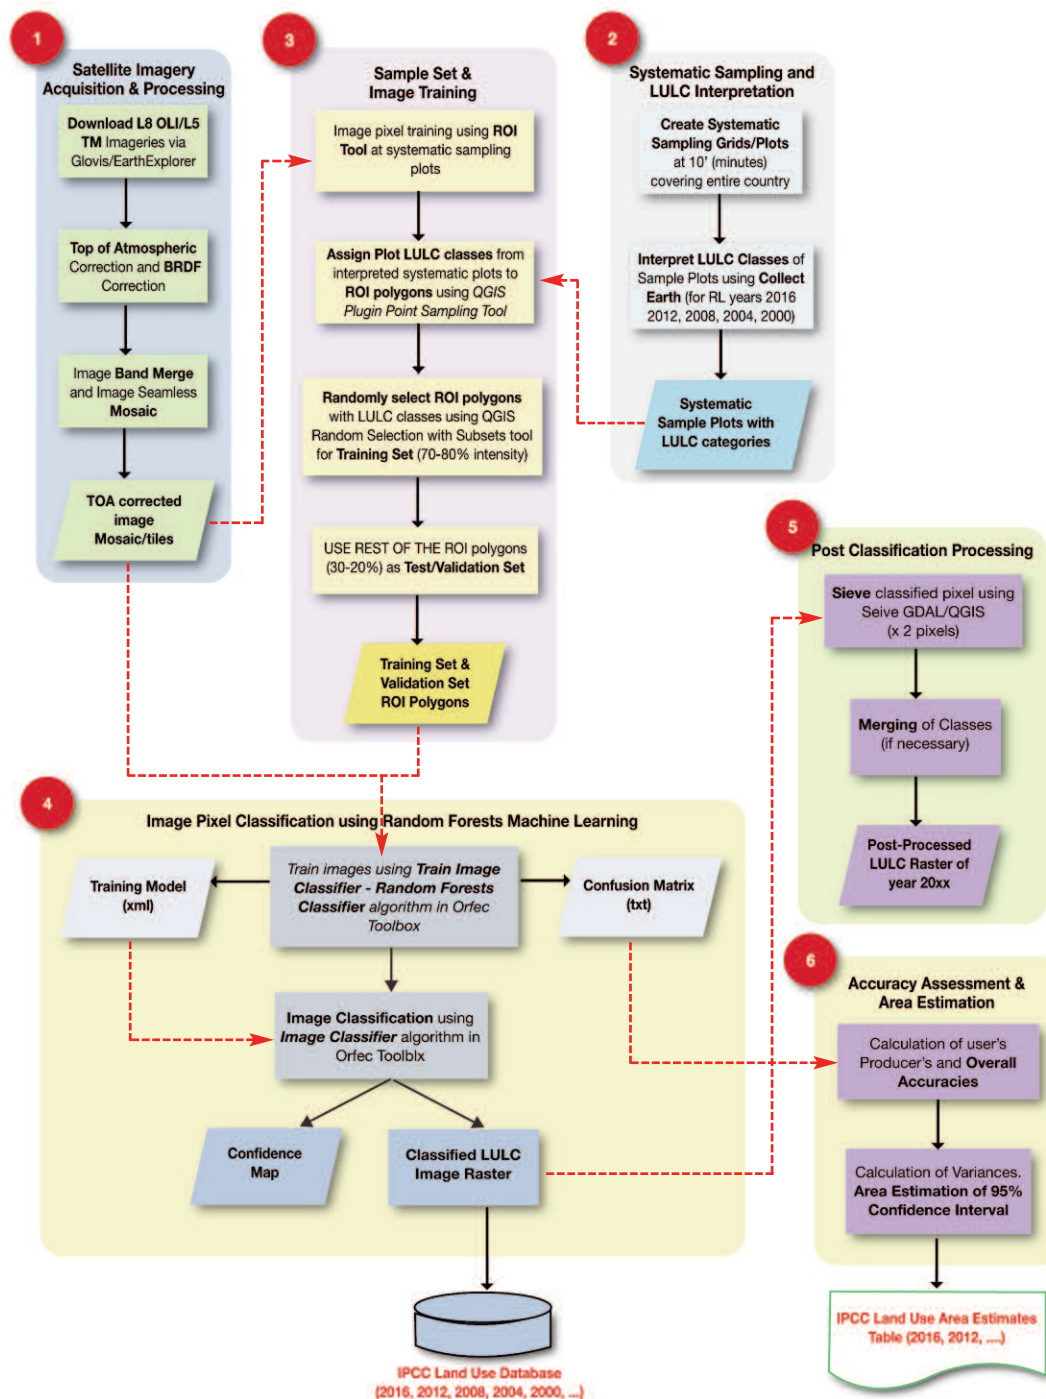 1
Satellite Imagery
Acquisition & Processing
Download L8 OLI/L5
TM Imageries via
Glovis/EarthExplorer
Top of Atmospheric
Correction and BRDF
Correction
Image Band Merge
and Image Seamless
Mosaic
TOA corrected
image
Mosaic/tiles
3
Sample Set &
Image Training
Image pixel training using ROI
Tool at systematic sampling
plots
Assign Plot LULC classes from
interpreted systematic plots to
ROI polygons using QGIS
Plugin Point Sampling Tool
Randomly select ROI polygons
with LULC classes using QGIS
Random Selection with Subsets tool
for Training Set (70-80% intensity)
USE REST OF THE ROI polygons
(30-20%) as Test/Validation Set
Training Set &
Validation Set
ROI Polygons
2
Systematic Sampling and
LULC Interpretation
Create Systematic
Sampling Grids/Plots
at 10' (minutes)
covering entire country
Interpret LULC Classes of
Sample Plots using Collect
Earth (for RL years 2016
2012, 2008, 2004, 2000)
Systematic
Sample Plots with
LULC categories
4
Image Pixel Classification using Random Forests Machine Learning
Training Model
(xml)
Train images using Train Image
Classifier - Random Forests
Classifier algorithm in Orfec
Toolbox
Confusion Matrix
(txt)
Image Classification using
Image Classifier algorithm in
Orfec Toolblx
Confidence
Map
Classified LULC
Image Raster
IPCC Land Use Database
(2016, 2012, 2008, 2004, 2000, ...)
5
Post Classification Processing
Sieve classified pixel using
Seive GDAL/QGIS
(x 2 pixels)
Merging of Classes
(if necessary)
Post-Processed
LULC Raster of
year 20xx
6
Accuracy Assessment &
Area Estimation
Calculation of user's
Producer's and Overall
Accuracies
Calculation of Variances.
Area Estimation of 95%
Confidence Interval
IPCC Land Use Area Estimates
Table (2016, 2012, ....)